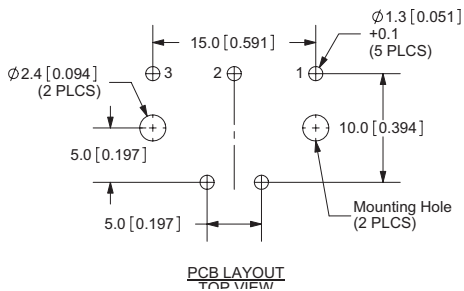 Ø1.3 [0.051]
+0.1
(5 PLCS)
15.0 [0.591]
Ø2.4 [0.094]
(2 PLCS)
3
2
1
10.0 [0.394]
5.0 [0.197]
5.0 [0.197]
Mounting Hole
(2 PLCS)
PCB LAYOUT
TOP VIEW